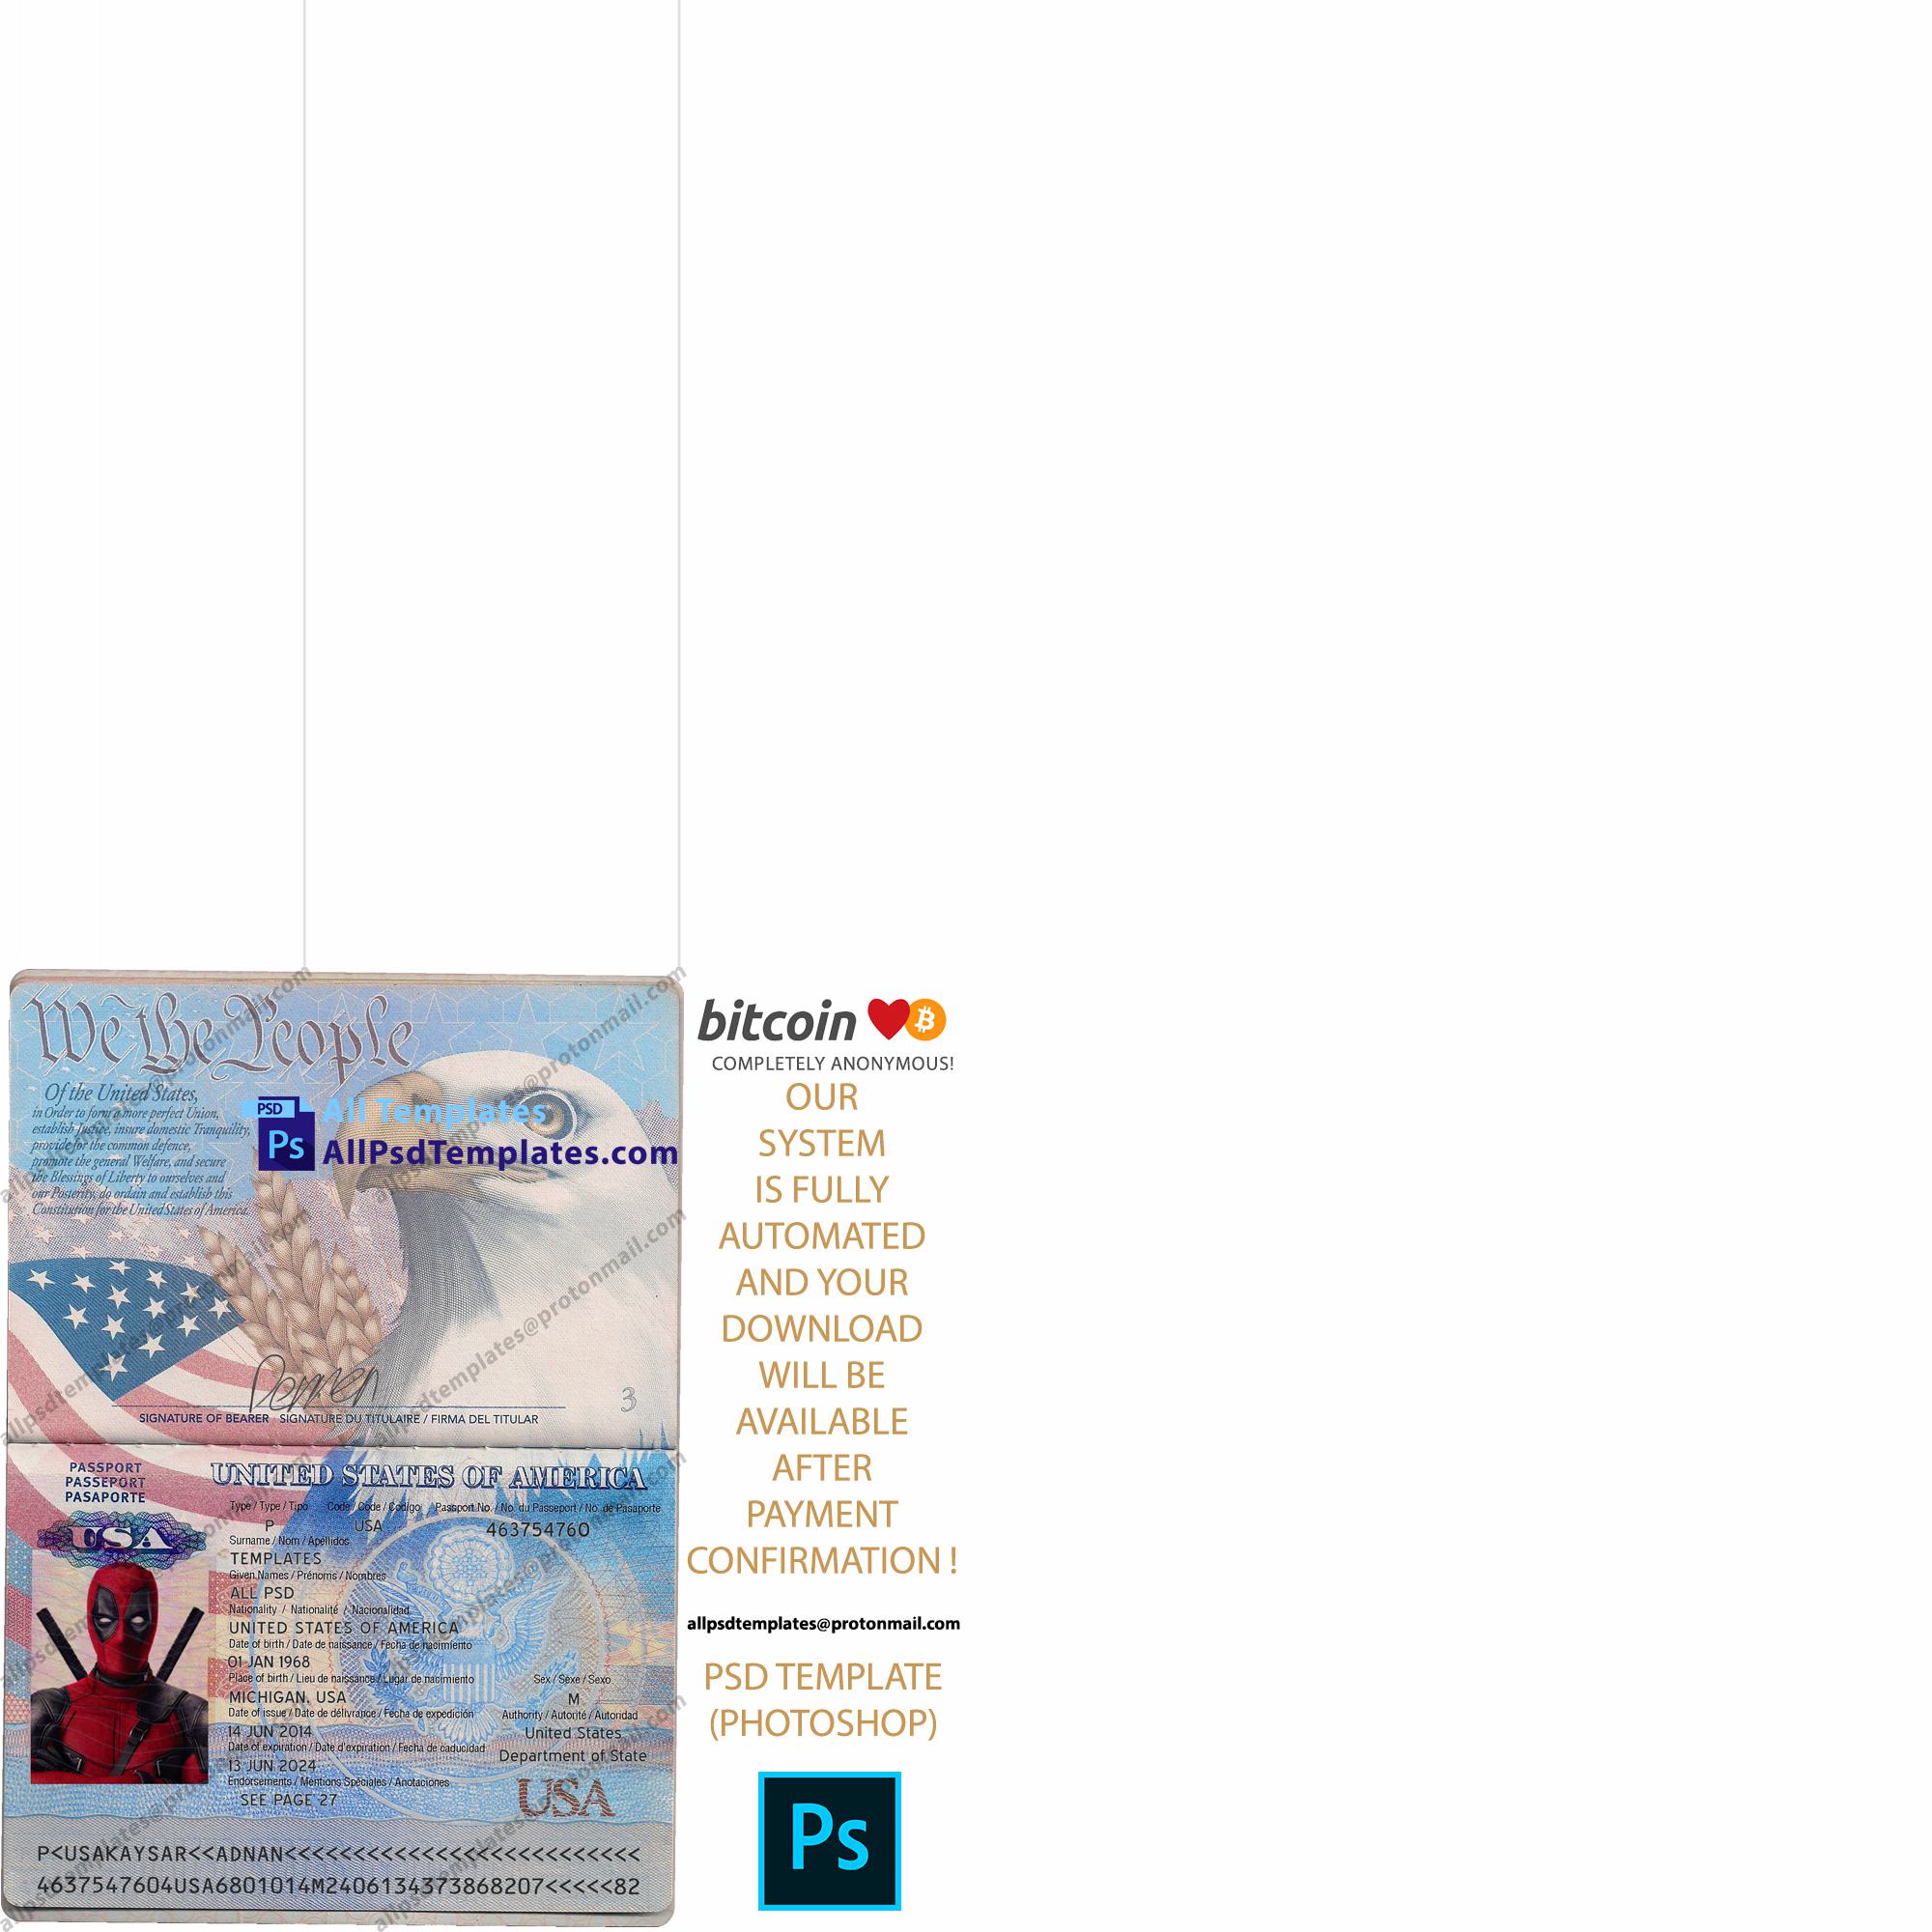 We the People
Of the United States,
in Order to form a more perfect Union,
establish Justice, insure domestic Tranquility,
provide for the common defence,
promote the general Welfare, and secure
the Blessings of Liberty to ourselves and
our Posterity, do ordain and establish this
Constitution for the United States of America.
PSD
Ps
All Templates
AllPsdTemplates.com
3
SIGNATURE OF BEARER SIGNATURE DU TITULAIRE / FIRMA DEL TITULAR
PASSPORT
PASSEPORT
PASAPORTE
USA
UNITED STATES OF AMERICA
Type / Type / Tipo Code / Code / Codigo Passport No. / No. du Passeport / No. de Pasaporte
P USA 463754760
Surname / Nom / Apellidos
TEMPLATES
Given Names / Prénoms / Nombres
ALL PSD
Nationality / Nationalité / Nacionalidad
UNITED STATES OF AMERICA
Date of birth / Date de naissance / Fecha de nacimiento
01 JAN 1968
Place of birth / Lieu de naissance / Lugar de nacimiento Sex / Sexe / Sexo
MICHIGAN, USA M
Date of issue / Date de délivrance / Fecha de expedición Authority / Autorité / Autoridad
14 JUN 2014 United States
Date of expiration / Date d'expiration / Fecha de caducidad Department of State
13 JUN 2024
Endorsements / Mentions Spéciales / Anotaciones
SEE PAGE 27
USA
P<USAKAYSAR<<ADNAN<<<<<<<<<<<<<<<<<<<<<<<<<<
4637547604USA6801014M2406134373868207<<<<<82
allpsdtemplates@protonmail.com
bitcoin
COMPLETELY ANONYMOUS!
OUR
SYSTEM
IS FULLY
AUTOMATED
AND YOUR
DOWNLOAD
WILL BE
AVAILABLE
AFTER
PAYMENT
CONFIRMATION !
allpsdtemplates@protonmail.com
PSD TEMPLATE
(PHOTOSHOP)
Ps